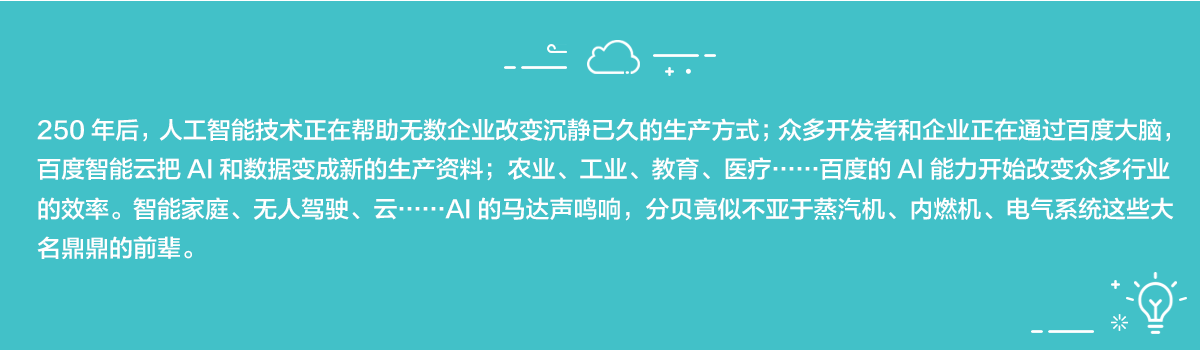 250 年后，人工智能技术正在帮助无数企业改变沉静已久的生产方式；众多开发者和企业正在通过百度大脑，
百度智能云把 AI 和数据变成新的生产资料；农业、工业、教育、医疗……百度的 AI 能力开始改变众多行业
的效率。智能家庭、无人驾驶、云……AI 的马达声鸣响，分贝竟似不亚于蒸汽机、内燃机、电气系统这些大
名鼎鼎的前辈。